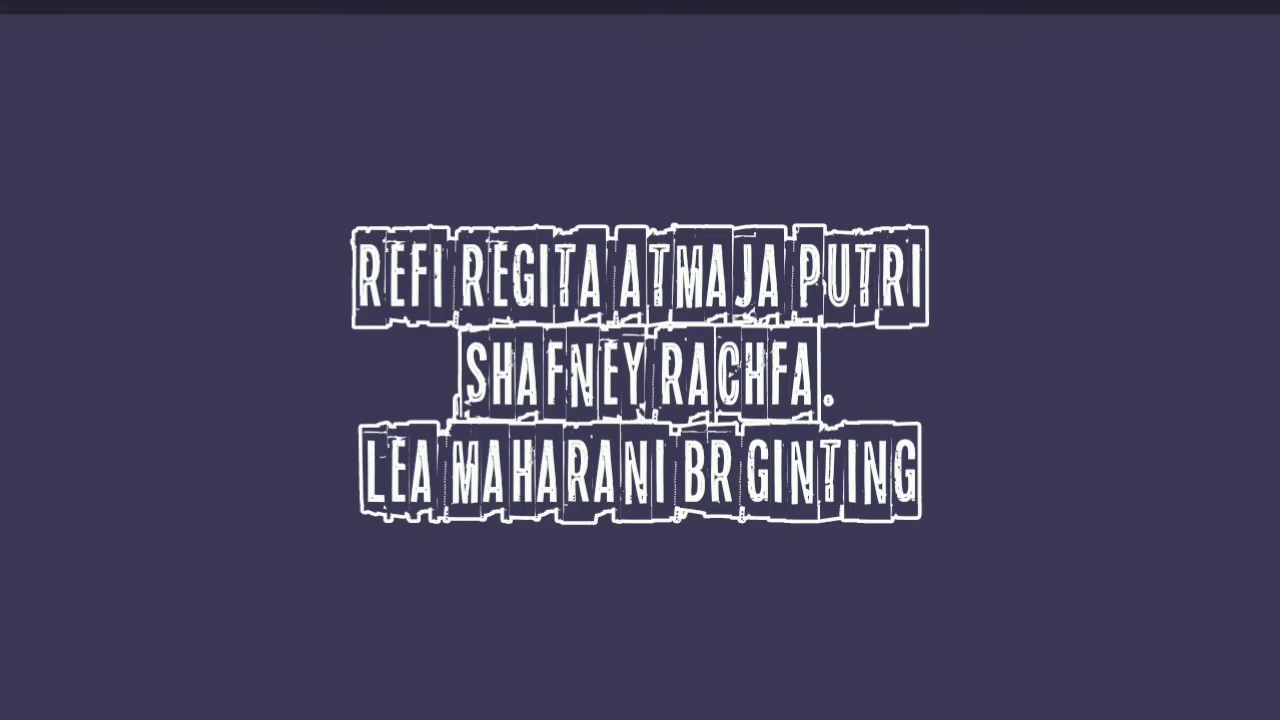 REFI REGITA ATMAJA PUTRI
SHAFNEY RACHFA.
LEA MAHARANI BR GINTING